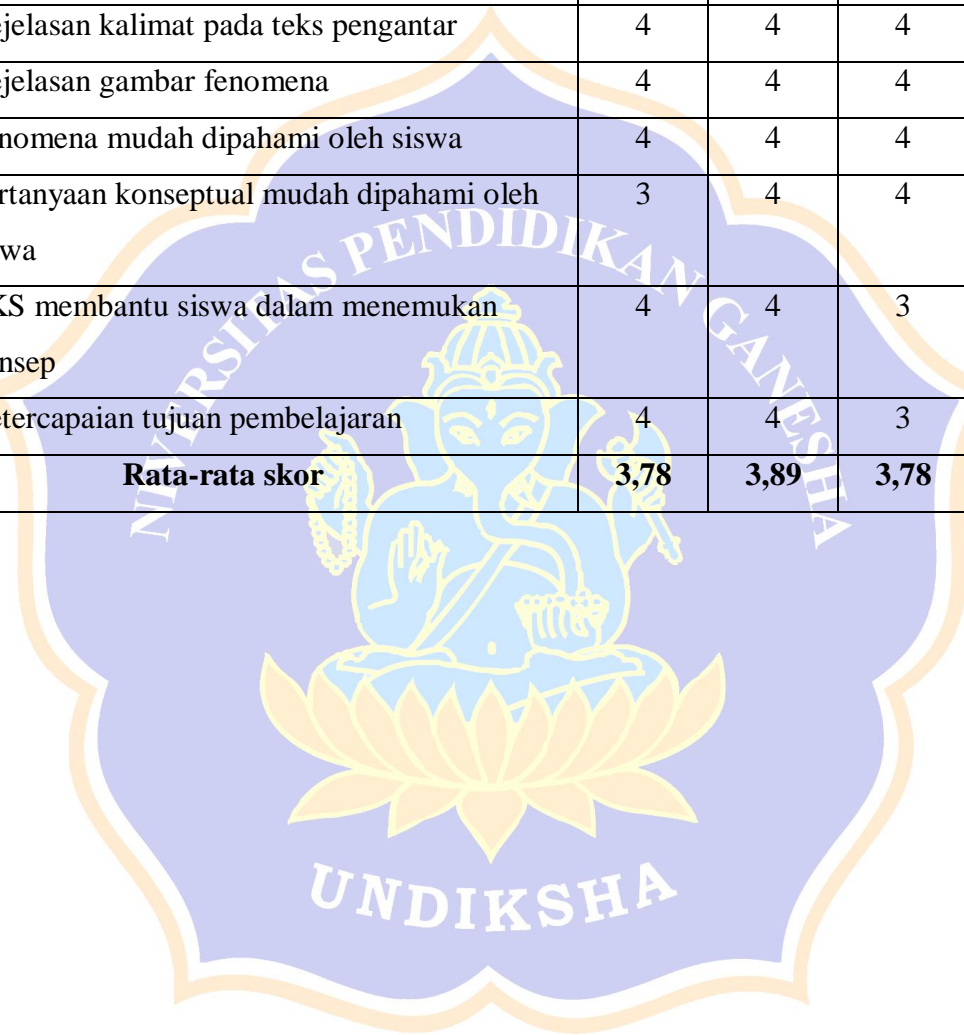 ejelasan kalimat pada teks pengantar 4 4 4
ejelasan gambar fenomena 4 4 4
nomena mudah dipahami oleh siswa 4 4 4
rtanyaan konseptual mudah dipahami oleh 3 4 4
wa
KS membantu siswa dalam menemukan 4 4 3
nsep
etercapaian tujuan pembelajaran 4 4 3
Rata-rata skor 3,78 3,89 3,78
NIVERSITAS PENDIDIKAN GANESHA
UNDIKSHA